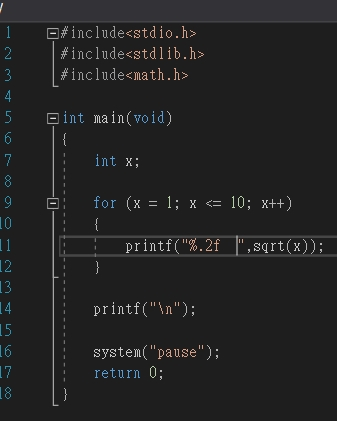 1 #include<stdio.h>
2 #include<stdlib.h>
3 #include<math.h>
4
5 int main(void)
6 {
7 int x;
8
9 for (x = 1; x <= 10; x++)
10 {
11 printf("%.2f  ",sqrt(x));
12 }
13
14 printf("\n");
15
16 system("pause");
17 return 0;
18 }